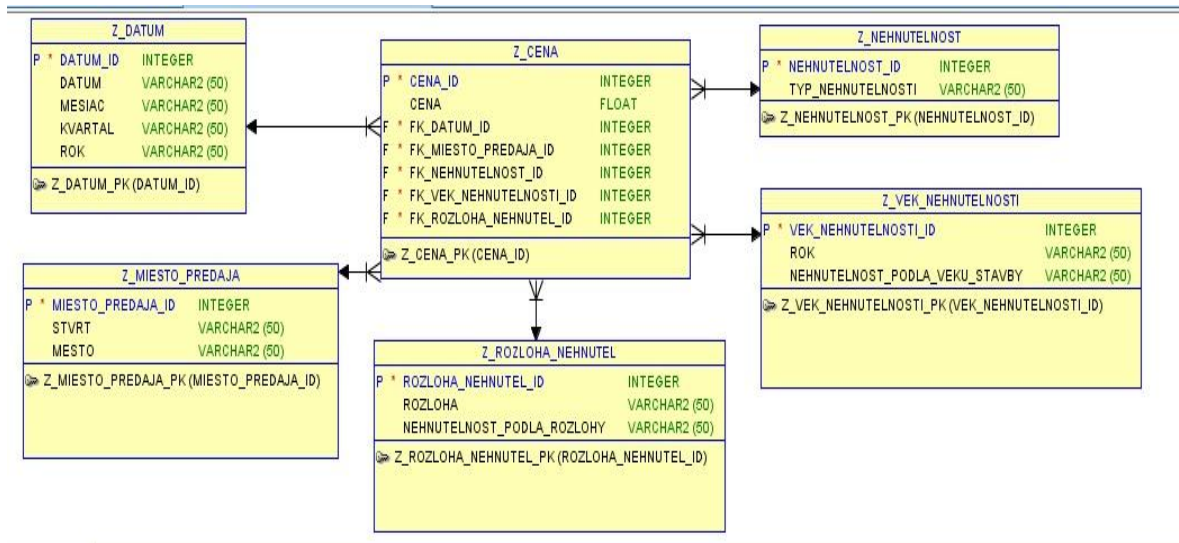 Z_DATUM
P * DATUM_ID INTEGER
DATUM VARCHAR2 (50)
MESIAC VARCHAR2 (50)
KVARTAL VARCHAR2 (50)
ROK VARCHAR2 (50)
Z_DATUM_PK (DATUM_ID)
Z_CENA
P * CENA_ID INTEGER
CENA FLOAT
F * FK_DATUM_ID INTEGER
F * FK_MIESTO_PREDAJA_ID INTEGER
F * FK_NEHNUTELNOST_ID INTEGER
F * FK_VEK_NEHNUTELNOSTI_ID INTEGER
F * FK_ROZLOHA_NEHNUTEL_ID INTEGER
Z_CENA_PK (CENA_ID)
Z_NEHNUTELNOST
P * NEHNUTELNOST_ID INTEGER
TYP_NEHNUTELNOSTI VARCHAR2 (50)
Z_NEHNUTELNOST_PK (NEHNUTELNOST_ID)
Z_VEK_NEHNUTELNOSTI
P * VEK_NEHNUTELNOSTI_ID INTEGER
ROK VARCHAR2 (50)
NEHNUTELNOST_PODLA_VEKU_STAVBY VARCHAR2 (50)
Z_VEK_NEHNUTELNOSTI_PK (VEK_NEHNUTELNOSTI_ID)
Z_MIESTO_PREDAJA
P * MIESTO_PREDAJA_ID INTEGER
STVRT VARCHAR2 (50)
MESTO VARCHAR2 (50)
Z_MIESTO_PREDAJA_PK (MIESTO_PREDAJA_ID)
Z_ROZLOHA_NEHNUTEL
P * ROZLOHA_NEHNUTEL_ID INTEGER
ROZLOHA VARCHAR2 (50)
NEHNUTELNOST_PODLA_ROZLOHY VARCHAR2 (50)
Z_ROZLOHA_NEHNUTEL_PK (ROZLOHA_NEHNUTEL_ID)